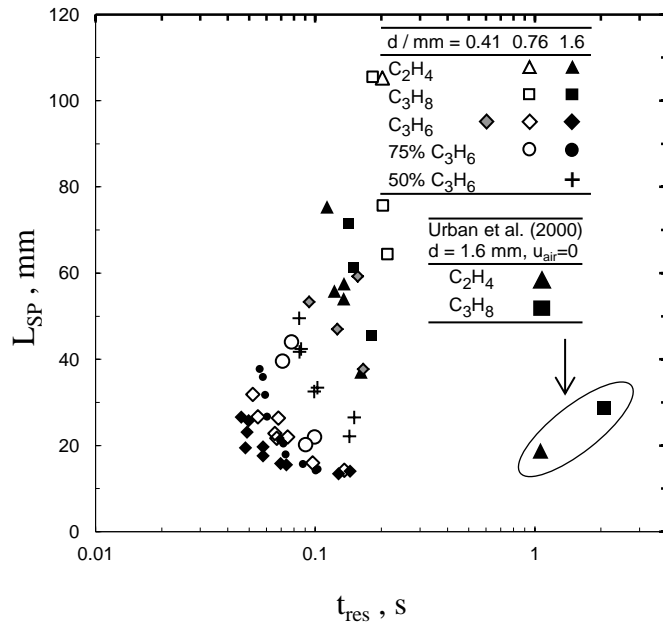 d / mm = 0.41 0.76 1.6
C₂H₄
C₃H₈
C₃H₆
75% C₃H₆
50% C₃H₆
Urban et al. (2000)
d = 1.6 mm, u_air=0
C₂H₄
C₃H₈
120
100
80
60
40
20
0
0.01 0.1 1
L_SP , mm
t_res , s